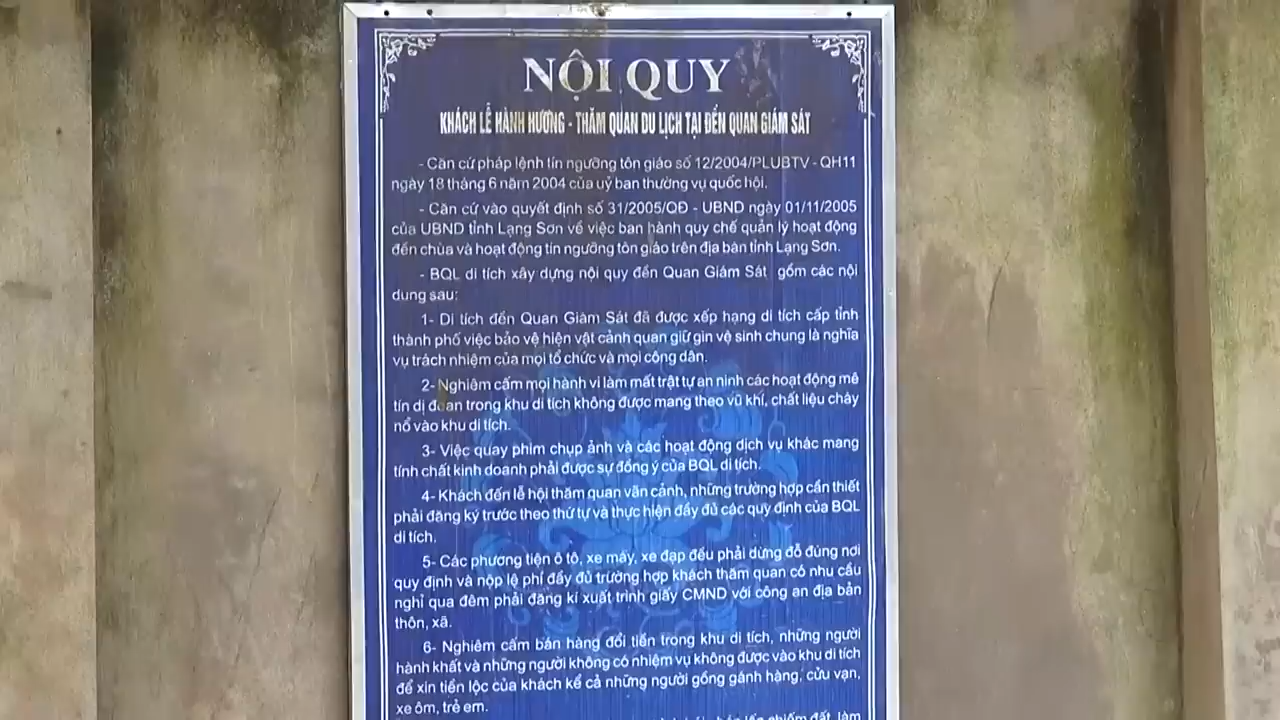 NỘI QUY
KHÁCH LỄ HÀNH HƯƠNG - THĂM QUAN DU LỊCH TẠI ĐỀN QUAN GIÁM SÁT
- Căn cứ pháp lệnh tín ngưỡng tôn giáo số 12/2004/PLUBTV - QH11
ngày 18 tháng 6 năm 2004 của uỷ ban thường vụ quốc hội.
- Căn cứ vào quyết định số 31/2005/QĐ - UBND ngày 01/11/2005
của UBND tỉnh Lạng Sơn về việc ban hành quy chế quản lý hoạt động
đền chùa và hoạt động tín ngưỡng tôn giáo trên địa bàn tỉnh Lạng Sơn.
- BQL di tích xây dựng nội quy đền Quan Giám Sát gồm các nội
dung sau:
1- Di tích đền Quan Giám Sát đã được xếp hạng di tích cấp tỉnh
thành phố việc bảo vệ hiện vật cảnh quan giữ gìn vệ sinh chung là nghĩa
vụ trách nhiệm của mọi tổ chức và mọi công dân.
2- Nghiêm cấm mọi hành vi làm mất trật tự an ninh các hoạt động mê
tín dị đoan trong khu di tích không được mang theo vũ khí, chất liệu cháy
nổ vào khu di tích.
3- Việc quay phim chụp ảnh và các hoạt động dịch vụ khác mang
tính chất kinh doanh phải được sự đồng ý của BQL di tích.
4- Khách đến lễ hội thăm quan vãn cảnh, những trường hợp cần thiết
phải đăng ký trước theo thứ tự và thực hiện đầy đủ các quy định của BQL
di tích.
5- Các phương tiện ô tô, xe máy, xe đạp đều phải dừng đỗ đúng nơi
quy định và nộp lệ phí đầy đủ trường hợp khách thăm quan có nhu cầu
nghỉ qua đêm phải đăng kí xuất trình giấy CMND với công an địa bàn
thôn, xã.
6- Nghiêm cấm bán hàng đổi tiền trong khu di tích, những người
hành khất và những người không có nhiệm vụ không được vào khu di tích
để xin tiền lộc của khách kể cả những người gồng gánh hàng, cửu vạn,
xe ôm, trẻ em.
lấn chiếm đất, làm